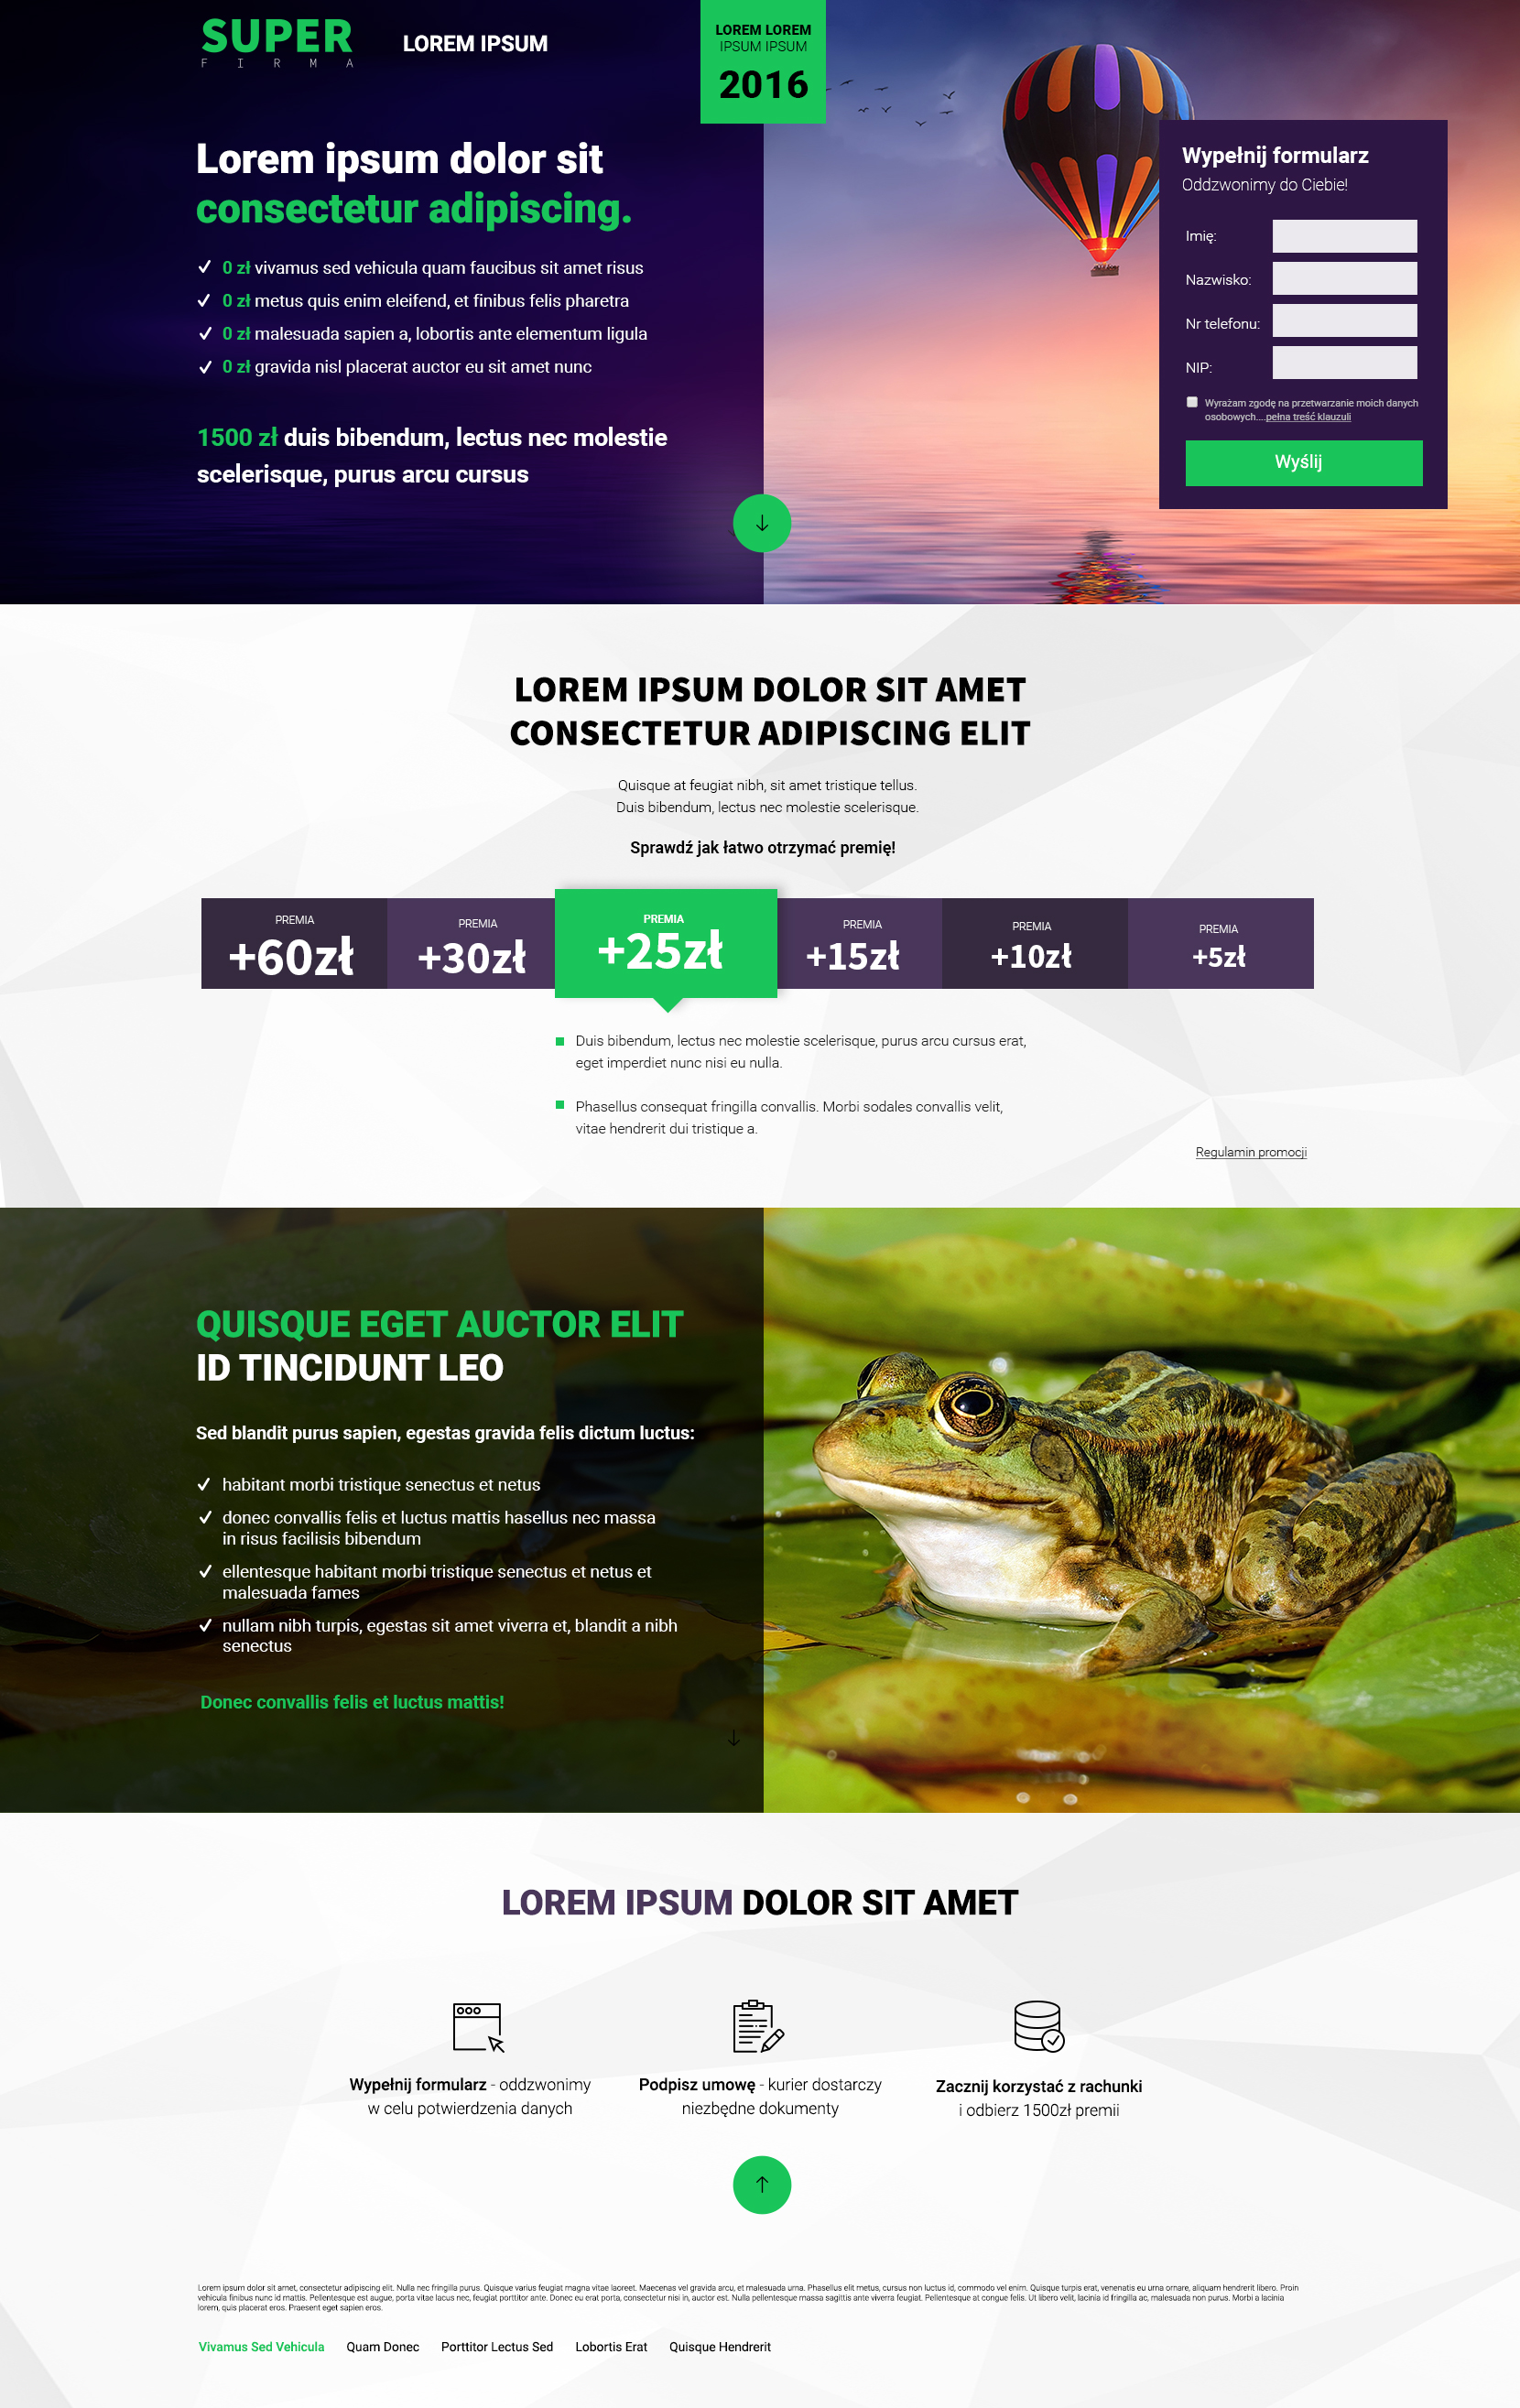 SUPER
FIRMA
LOREM IPSUM
LOREM LOREM
IPSUM IPSUM
2016
Lorem ipsum dolor sit
consectetur adipiscing.
0 zł vivamus sed vehicula quam faucibus sit amet risus
0 zł metus quis enim eleifend, et finibus felis pharetra
0 zł malesuada sapien a, lobortis ante elementum ligula
0 zł gravida nisl placerat auctor eu sit amet nunc
1500 zł duis bibendum, lectus nec molestie
scelerisque, purus arcu cursus
Wypełnij formularz
Oddzwonimy do Ciebie!
Imię:
Nazwisko:
Nr telefonu:
NIP:
Wyrażam zgodę na przetwarzanie moich danych
osobowych....pełna treść klauzuli
Wyślij
LOREM IPSUM DOLOR SIT AMET
CONSECTETUR ADIPISCING ELIT
Quisque at feugiat nibh, sit amet tristique tellus.
Duis bibendum, lectus nec molestie scelerisque.
Sprawdź jak łatwo otrzymać premię!
PREMIA
+60zł
PREMIA
+30zł
PREMIA
+25zł
PREMIA
+15zł
PREMIA
+10zł
PREMIA
+5zł
Duis bibendum, lectus nec molestie scelerisque, purus arcu cursus erat,
eget imperdiet nunc nisi eu nulla.
Phasellus consequat fringilla convallis. Morbi sodales convallis velit,
vitae hendrerit dui tristique a.
Regulamin promocji
QUISQUE EGET AUCTOR ELIT
ID TINCIDUNT LEO
Sed blandit purus sapien, egestas gravida felis dictum luctus:
habitant morbi tristique senectus et netus
donec convallis felis et luctus mattis hasellus nec massa
in risus facilisis bibendum
ellentesque habitant morbi tristique senectus et netus et
malesuada fames
nullam nibh turpis, egestas sit amet viverra et, blandit a nibh
senectus
Donec convallis felis et luctus mattis!
LOREM IPSUM DOLOR SIT AMET
Wypełnij formularz - oddzwonimy
w celu potwierdzenia danych
Podpisz umowę - kurier dostarczy
niezbędne dokumenty
Zacznij korzystać z rachunki
i odbierz 1500zł premii
Lorem ipsum dolor sit amet, consectetur adipiscing elit. Nulla nec fringilla purus. Quisque varius feugiat magna vitae laoreet. Maecenas vel gravida arcu, et malesuada urna. Phasellus elit metus, cursus non luctus id, commodo vel enim. Quisque turpis erat, venenatis eu urna ornare, aliquam hendrerit libero. Proin
vehicula finibus nunc id mattis. Pellentesque est augue, porta vitae lacus nec, feugiat porttitor ante. Donec eu erat porta, consectetur nisi in, auctor est. Nulla pellentesque massa sagittis ante viverra feugiat. Pellentesque at congue felis. Ut libero velit, lacinia id fringilla ac, malesuada non purus. Morbi a lacinia
lorem, quis placerat eros. Praesent eget sapien eros.
Vivamus Sed Vehicula
Quam Donec
Porttitor Lectus Sed
Lobortis Erat
Quisque Hendrerit